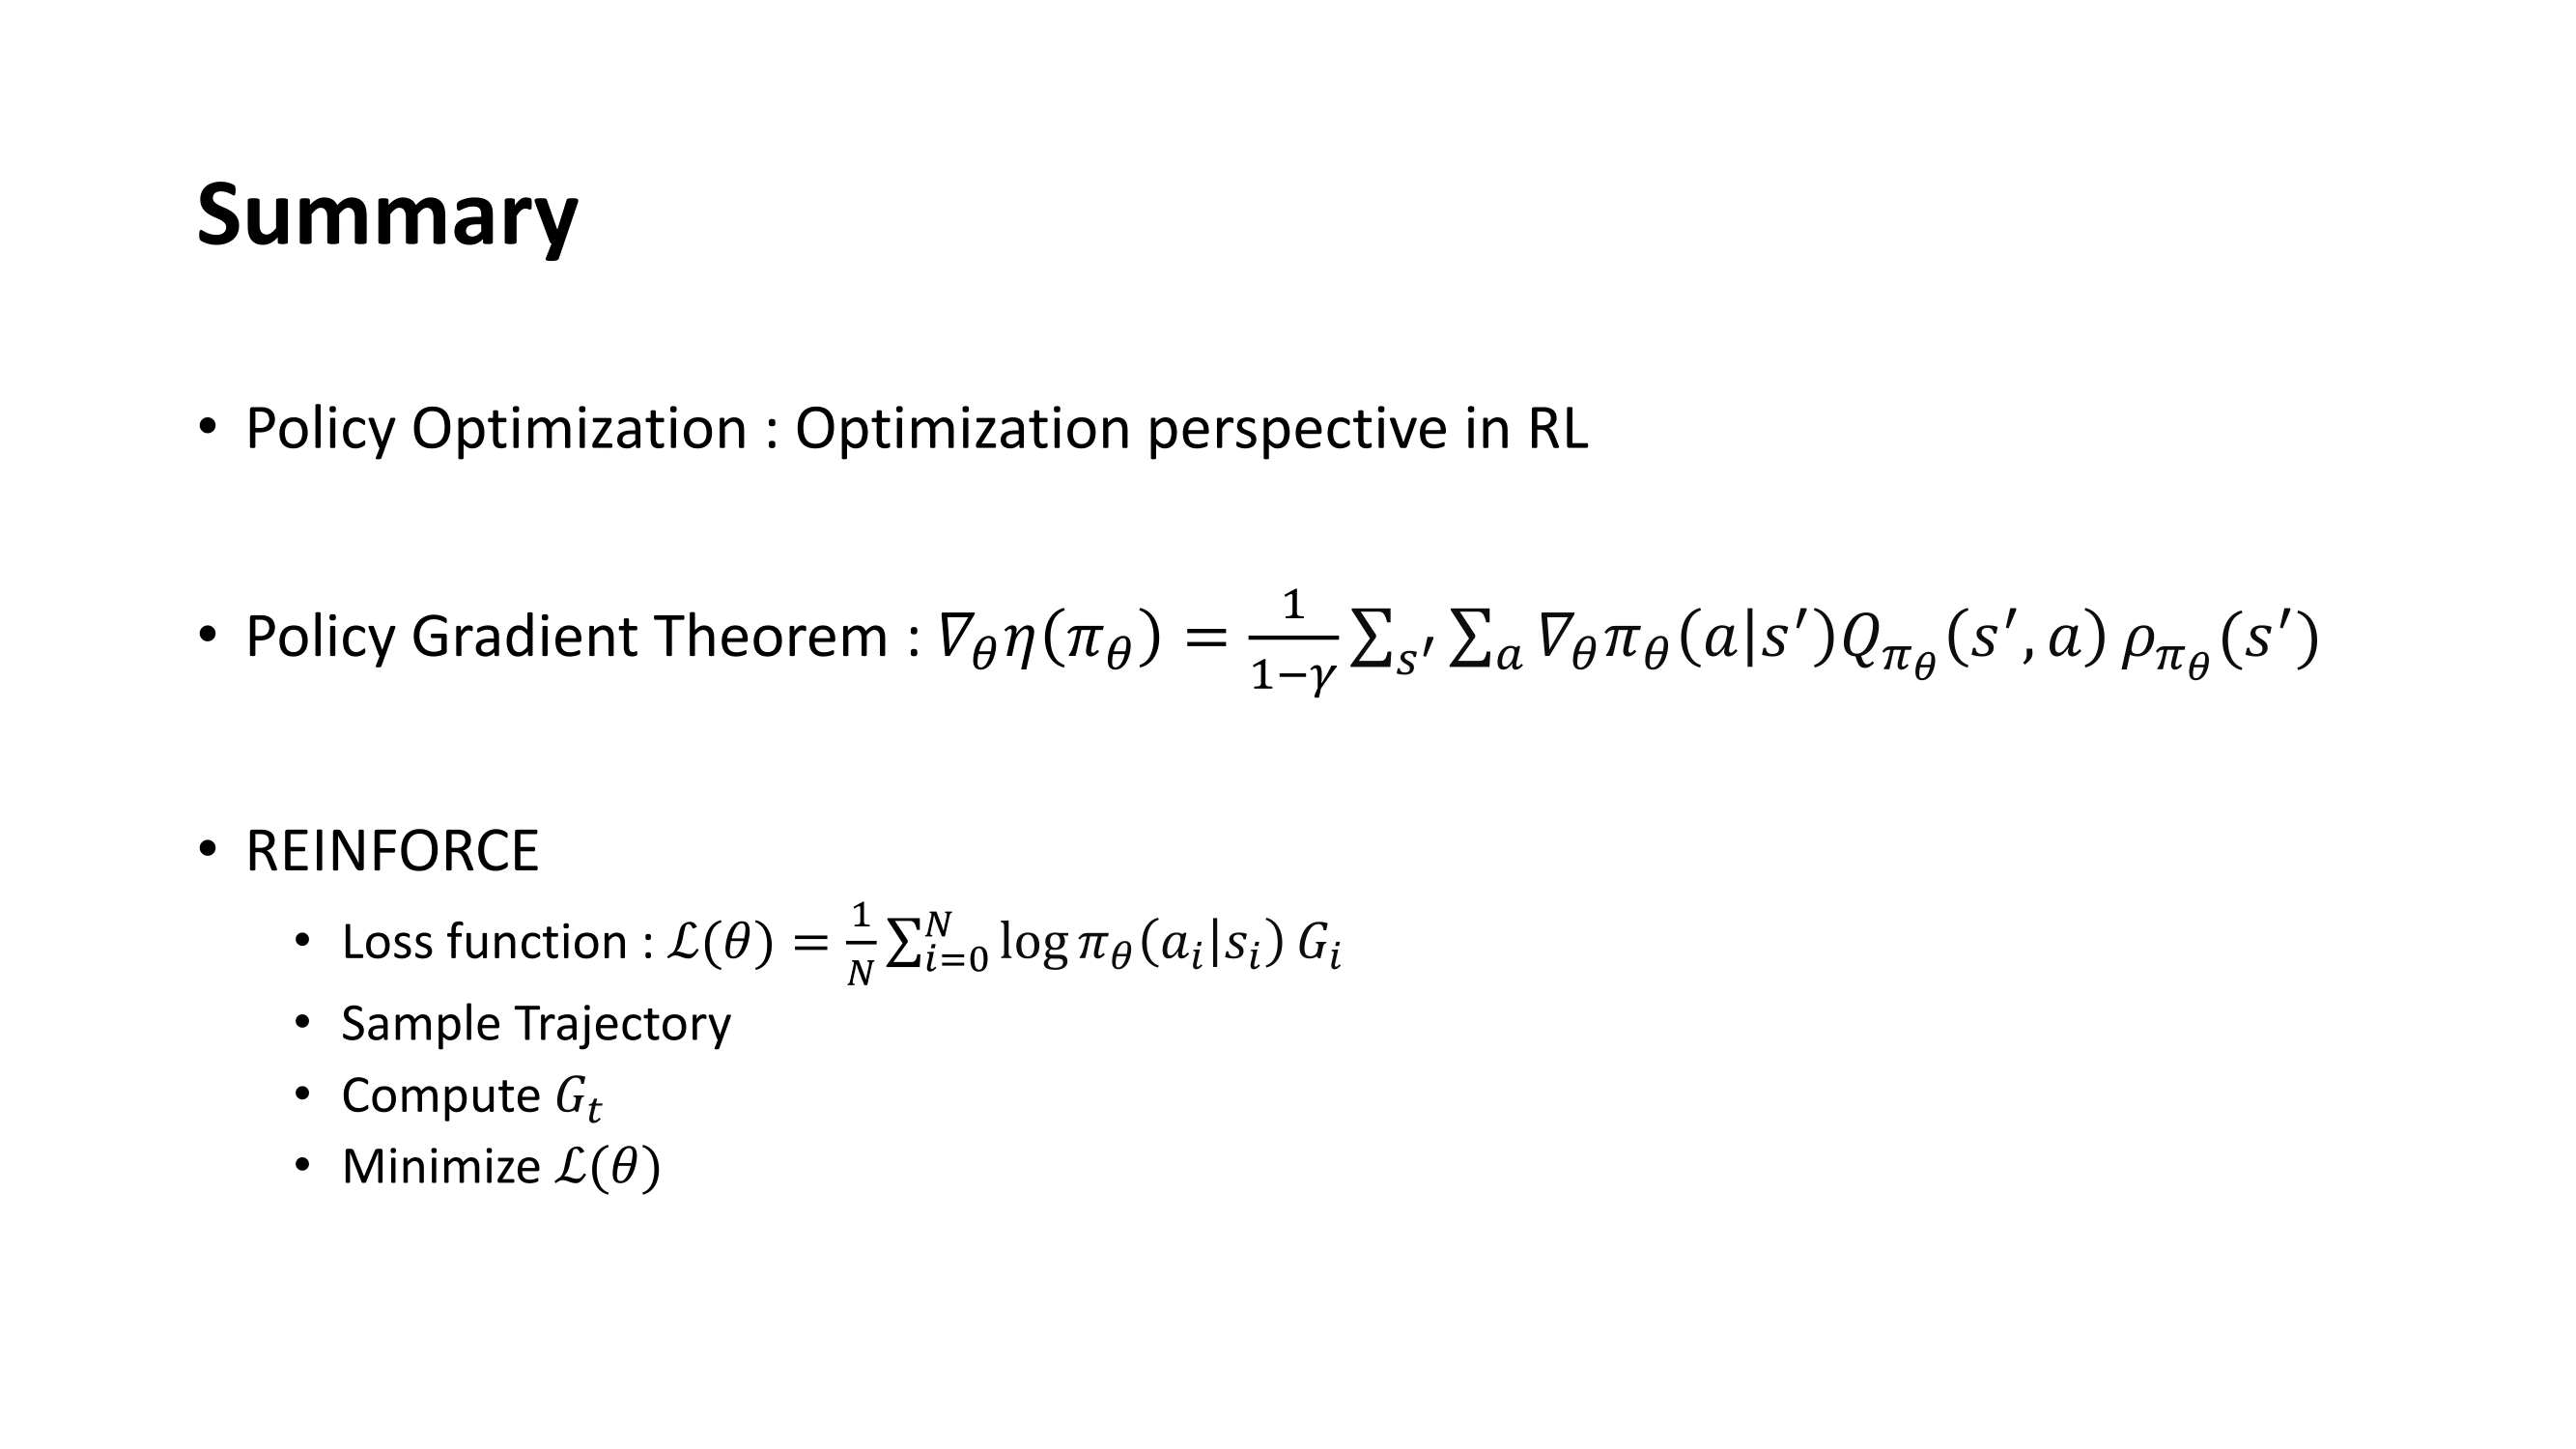 Summary
• Policy Optimization : Optimization perspective in RL
• Policy Gradient Theorem : $\nabla_\theta \eta(\pi_\theta) = \frac{1}{1-\gamma} \sum_{s'} \sum_a \nabla_\theta \pi_\theta(a|s') Q_{\pi_\theta}(s', a) \rho_{\pi_\theta}(s')$
• REINFORCE
• Loss function : $\mathcal{L}(\theta) = \frac{1}{N} \sum_{i=0}^{N} \log \pi_\theta(a_i|s_i) G_i$
• Sample Trajectory
• Compute $G_t$
• Minimize $\mathcal{L}(\theta)$